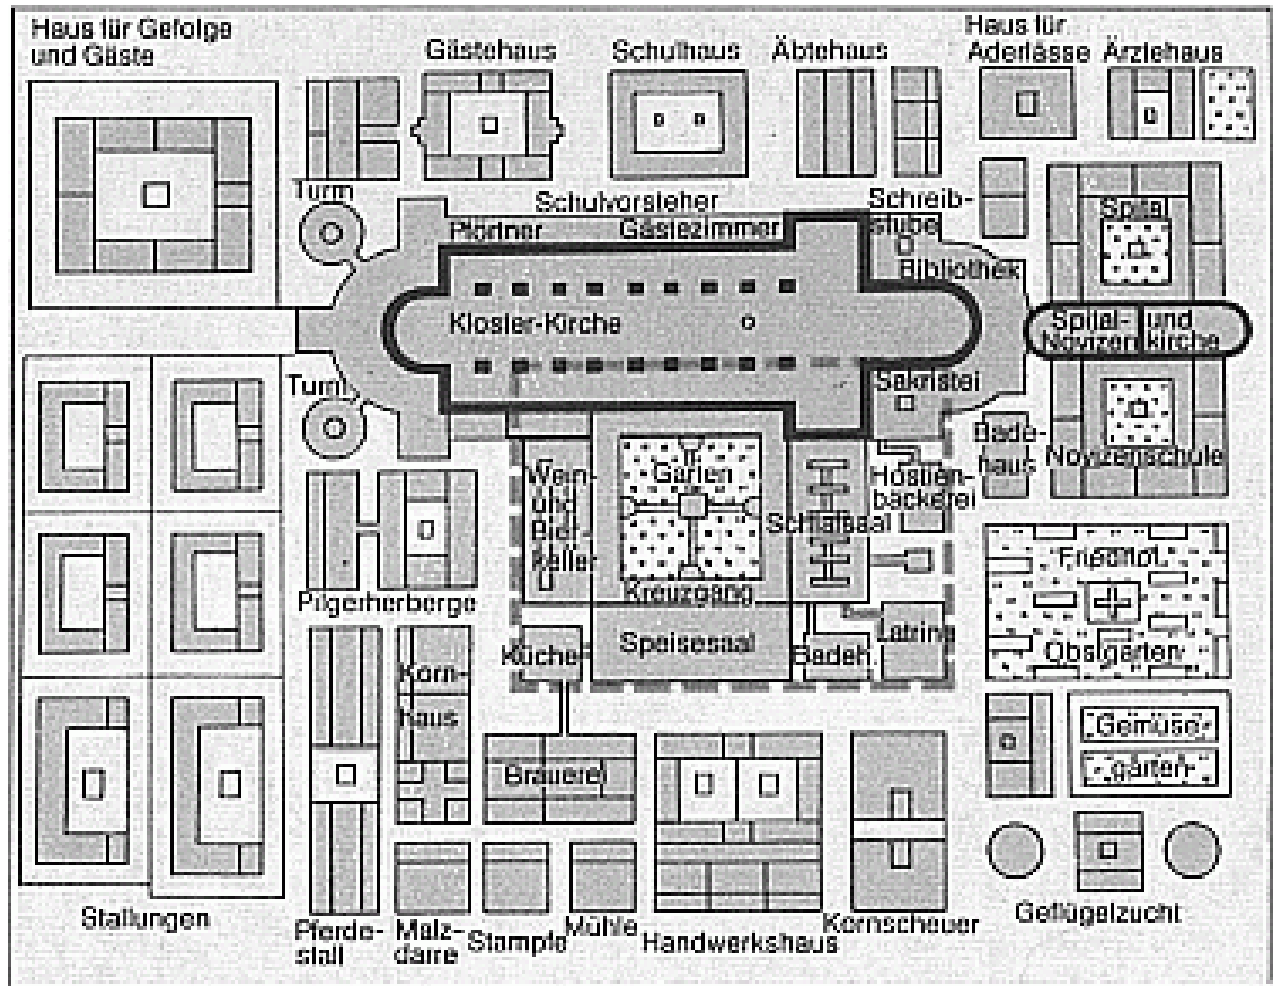 Haus für Gefolge
und Gäste
Gästehaus
Schulhaus
Äbtehaus
Haus für
Aderlässe
Ärztehaus
Turm
Schulvorsteher
Schreib-
stube
Spital
Pförtner
Gästezimmer
Bibliothek
Kloster-Kirche
Spital- und
Novizen kirche
Turm
Sakristei
Bade-
haus
Novizenschule
Wein-
und
Bier-
keller
Garten
Hostien-
bäckerei
Schlafsaal
Kreuzgang
Friedhof
Pilgerherberge
Latrine
Speisesaal
Küche
Badeh.
Obstgarten
Korn-
haus
Gemüse-
garten
Brauerei
Stallungen
Pferde-
stall
Malz-
darre
Stampfe
Mühle
Handwerkshaus
Kornscheuer
Geflügelzucht